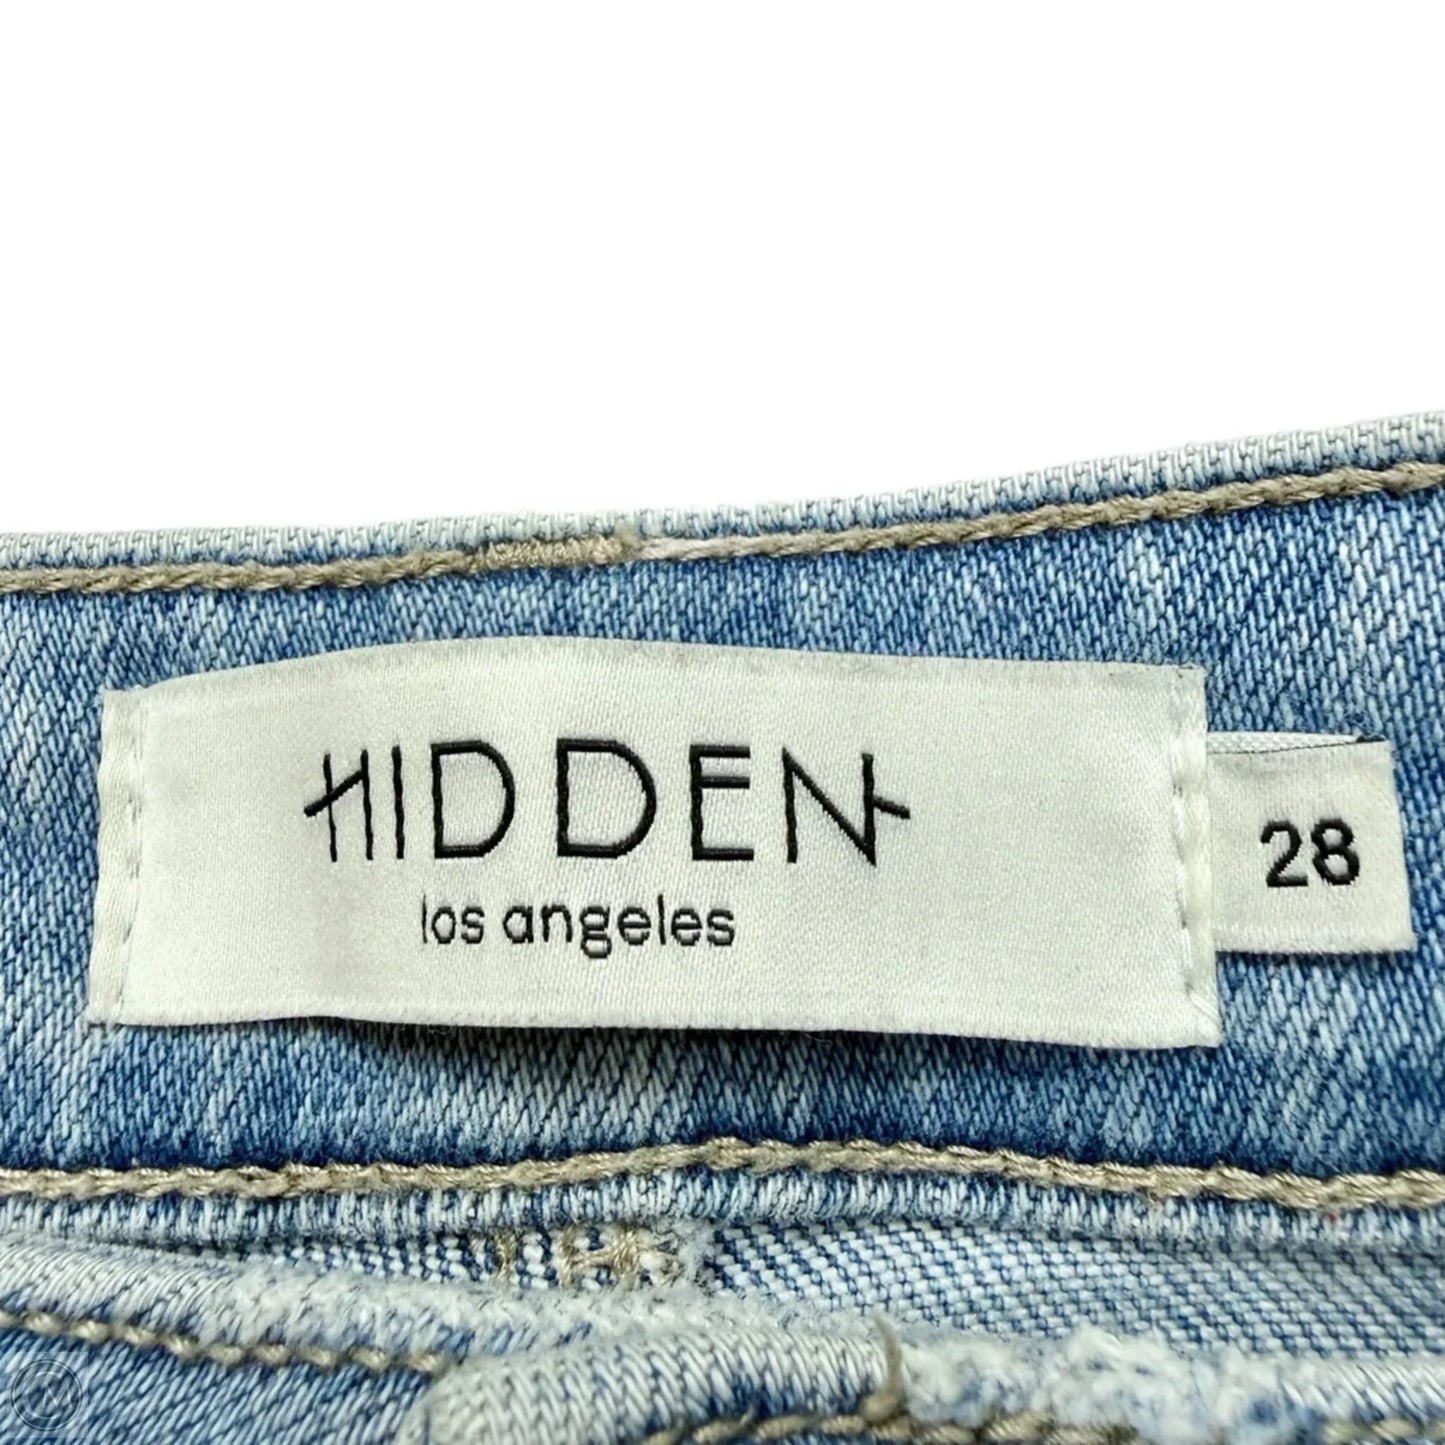 HIDDEN
los angeles
28